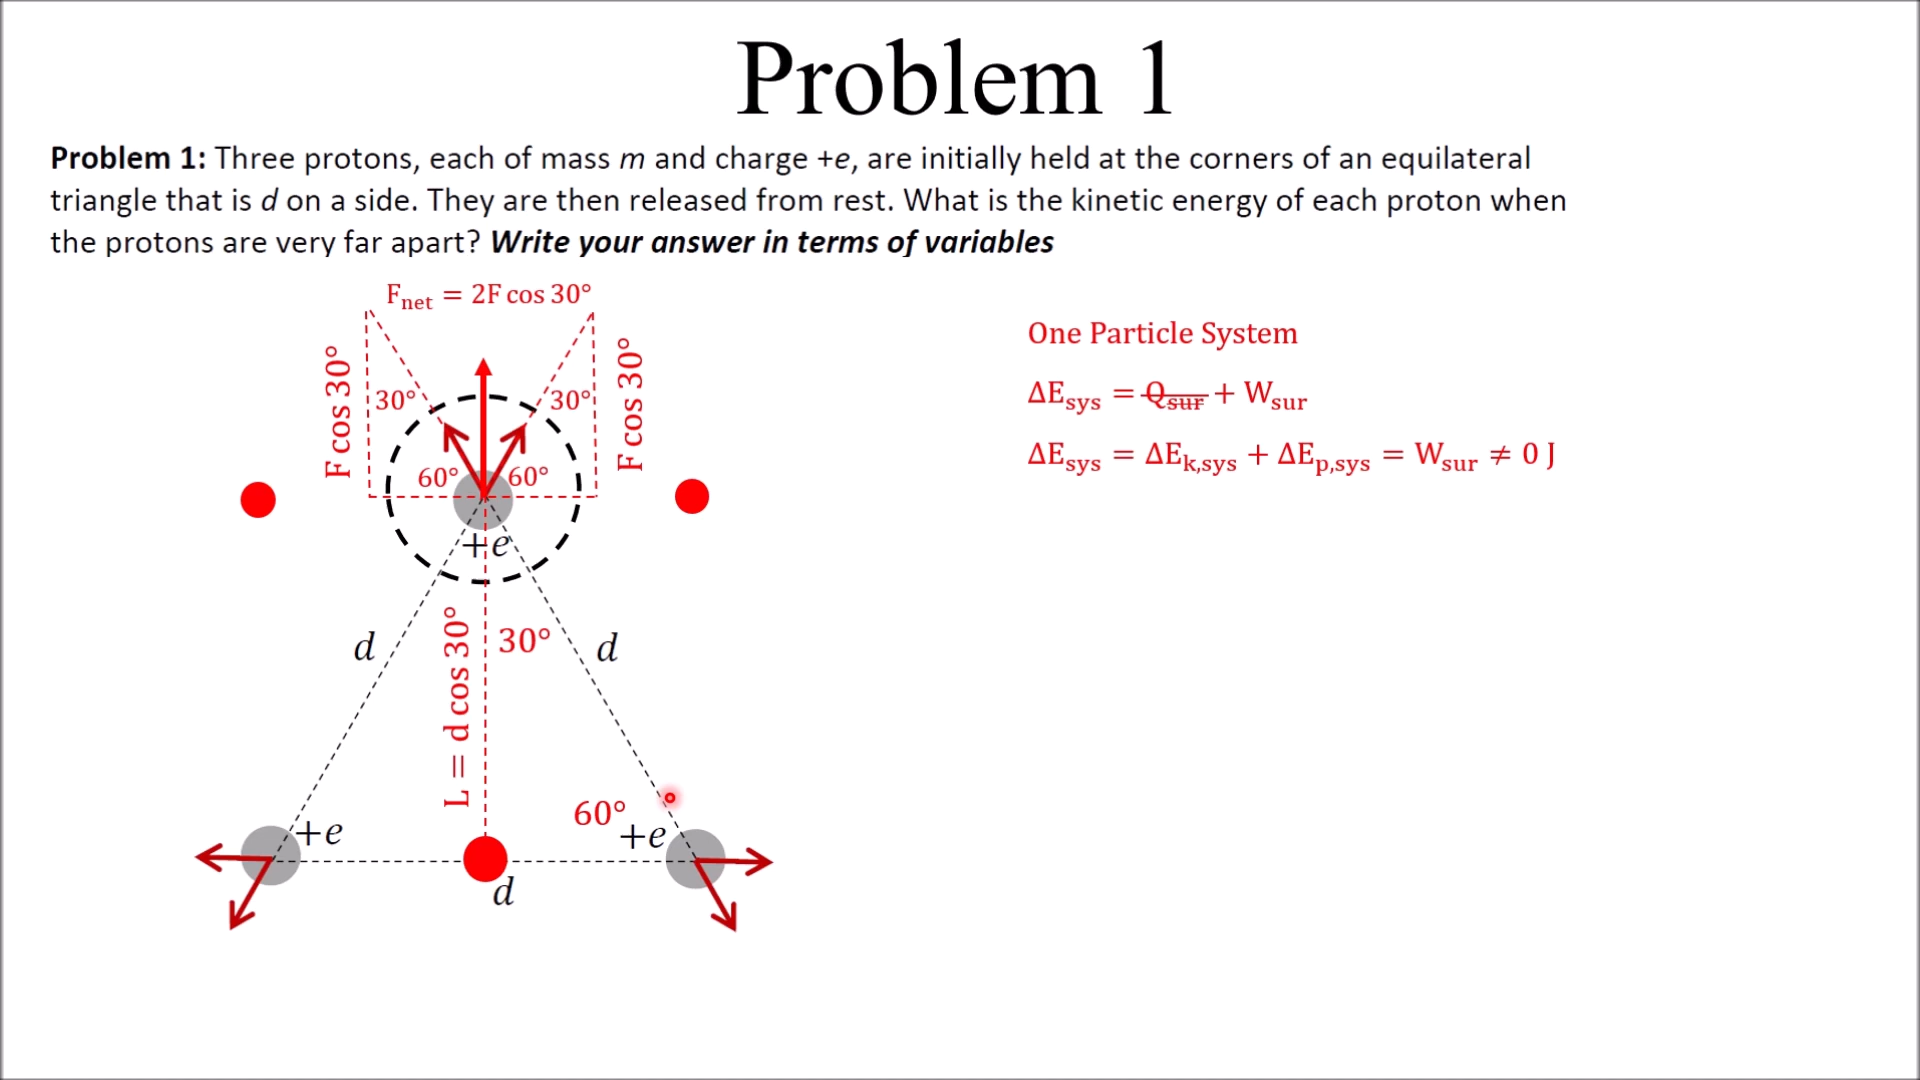 Problem 1
Problem 1: Three protons, each of mass m and charge +e, are initially held at the corners of an equilateral
triangle that is d on a side. They are then released from rest. What is the kinetic energy of each proton when
the protons are very far apart? Write your answer in terms of variables
Fnet = 2F cos 30°
F cos 30°
30°
30°
F cos 30°
60°
60°
+e
d
L = d cos 30°
30°
d
+e
60°
+e
d
One Particle System
ΔEsys = Qsur + Wsur
ΔEsys = ΔEk,sys + ΔEp,sys = Wsur ≠ 0 J